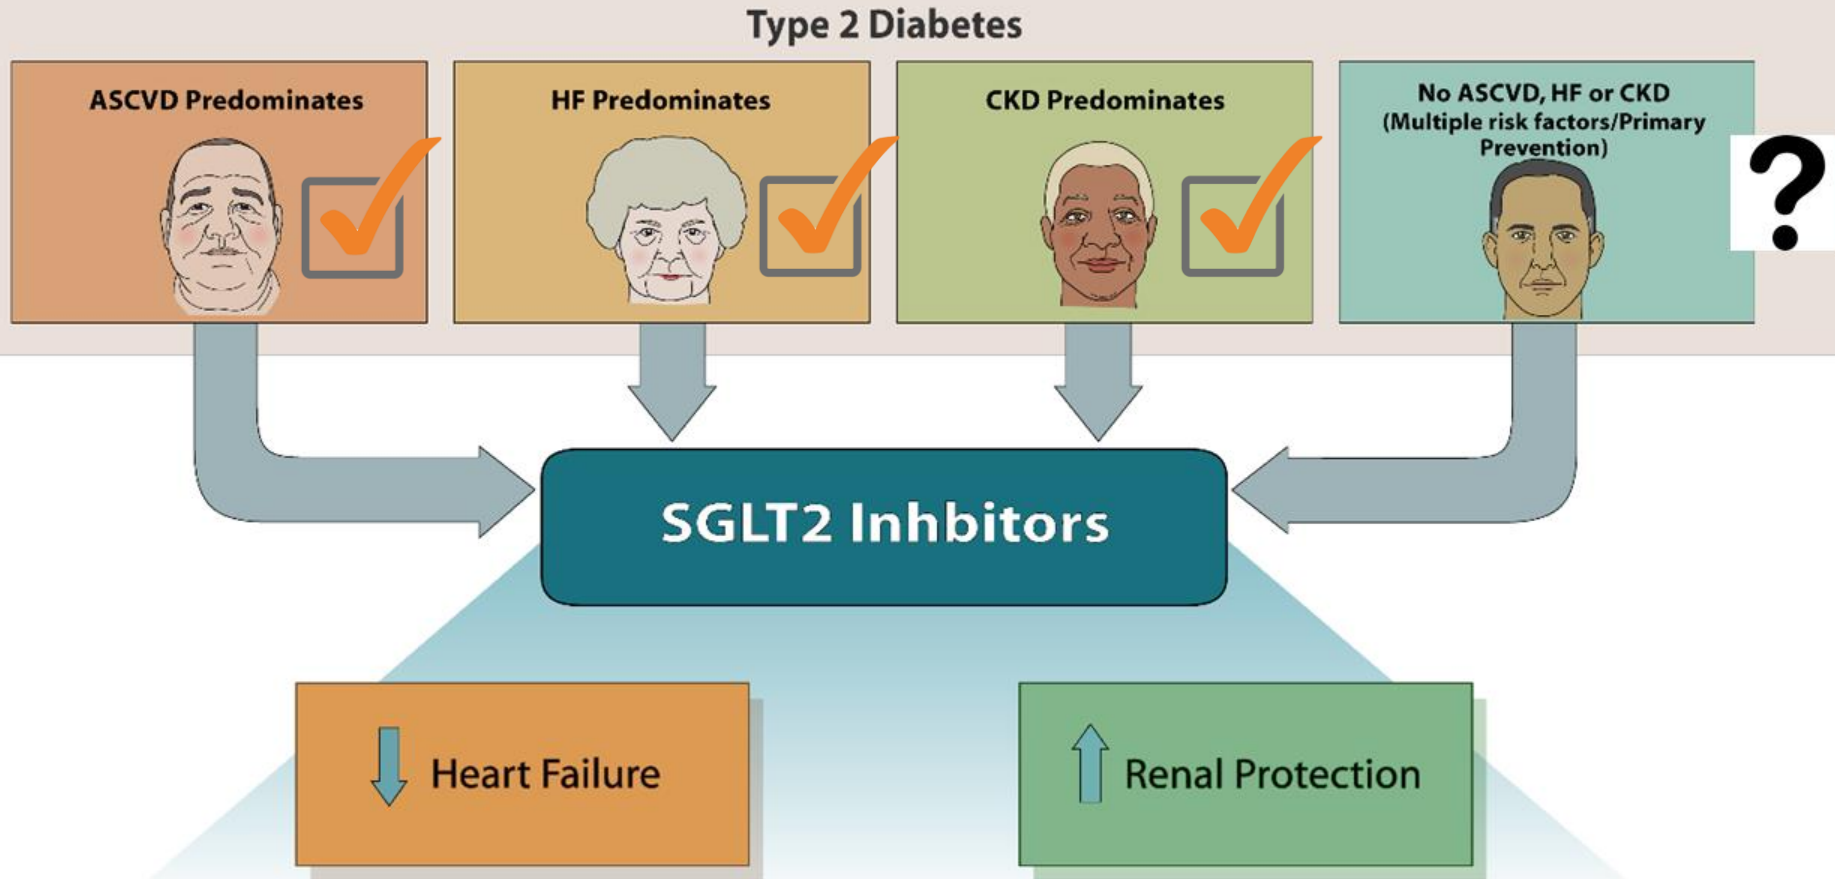 Type 2 Diabetes
ASCVD Predominates
HF Predominates
CKD Predominates
No ASCVD, HF or CKD
(Multiple risk factors/Primary
Prevention)
?
SGLT2 Inhbitors
Heart Failure
Renal Protection